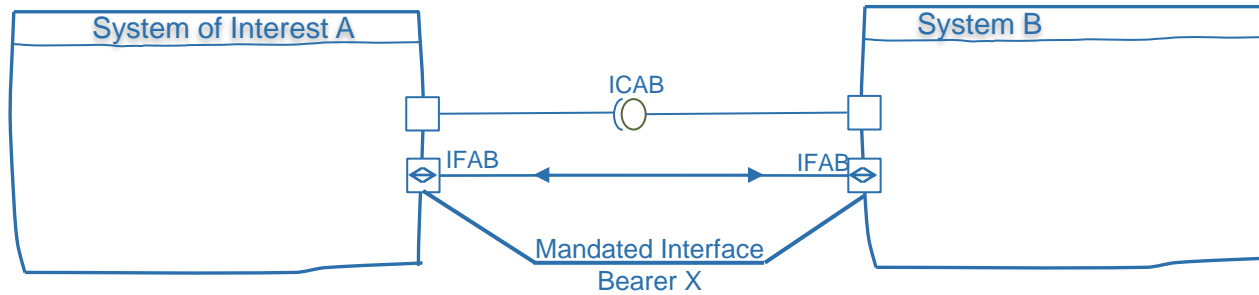 System of Interest A
System B
ICAB
IFAB
IFAB
Mandated Interface
Bearer X